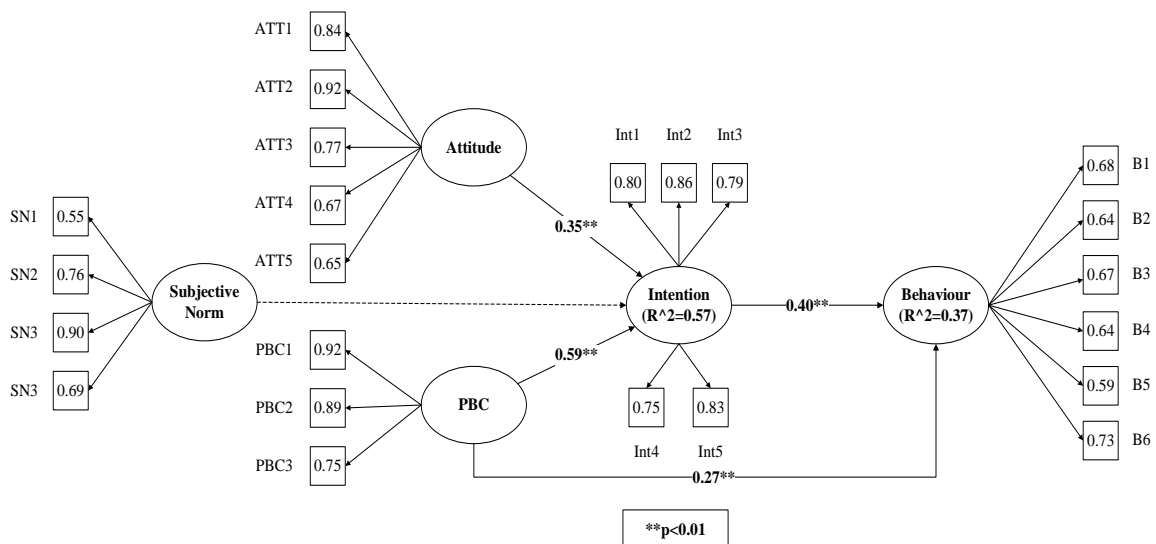 ATT1 0.84
ATT2 0.92
ATT3 0.77
ATT4 0.67
ATT5 0.65
Attitude
SN1 0.55
SN2 0.76
SN3 0.90
SN3 0.69
Subjective
Norm
PBC1 0.92
PBC2 0.89
PBC3 0.75
PBC
0.35**
0.59**
Int1 Int2 Int3
0.80 0.86 0.79
Intention
(R^2=0.57)
0.75 0.83
Int4 Int5
0.40**
0.27**
Behaviour
(R^2=0.37)
0.68 B1
0.64 B2
0.67 B3
0.64 B4
0.59 B5
0.73 B6
**p<0.01